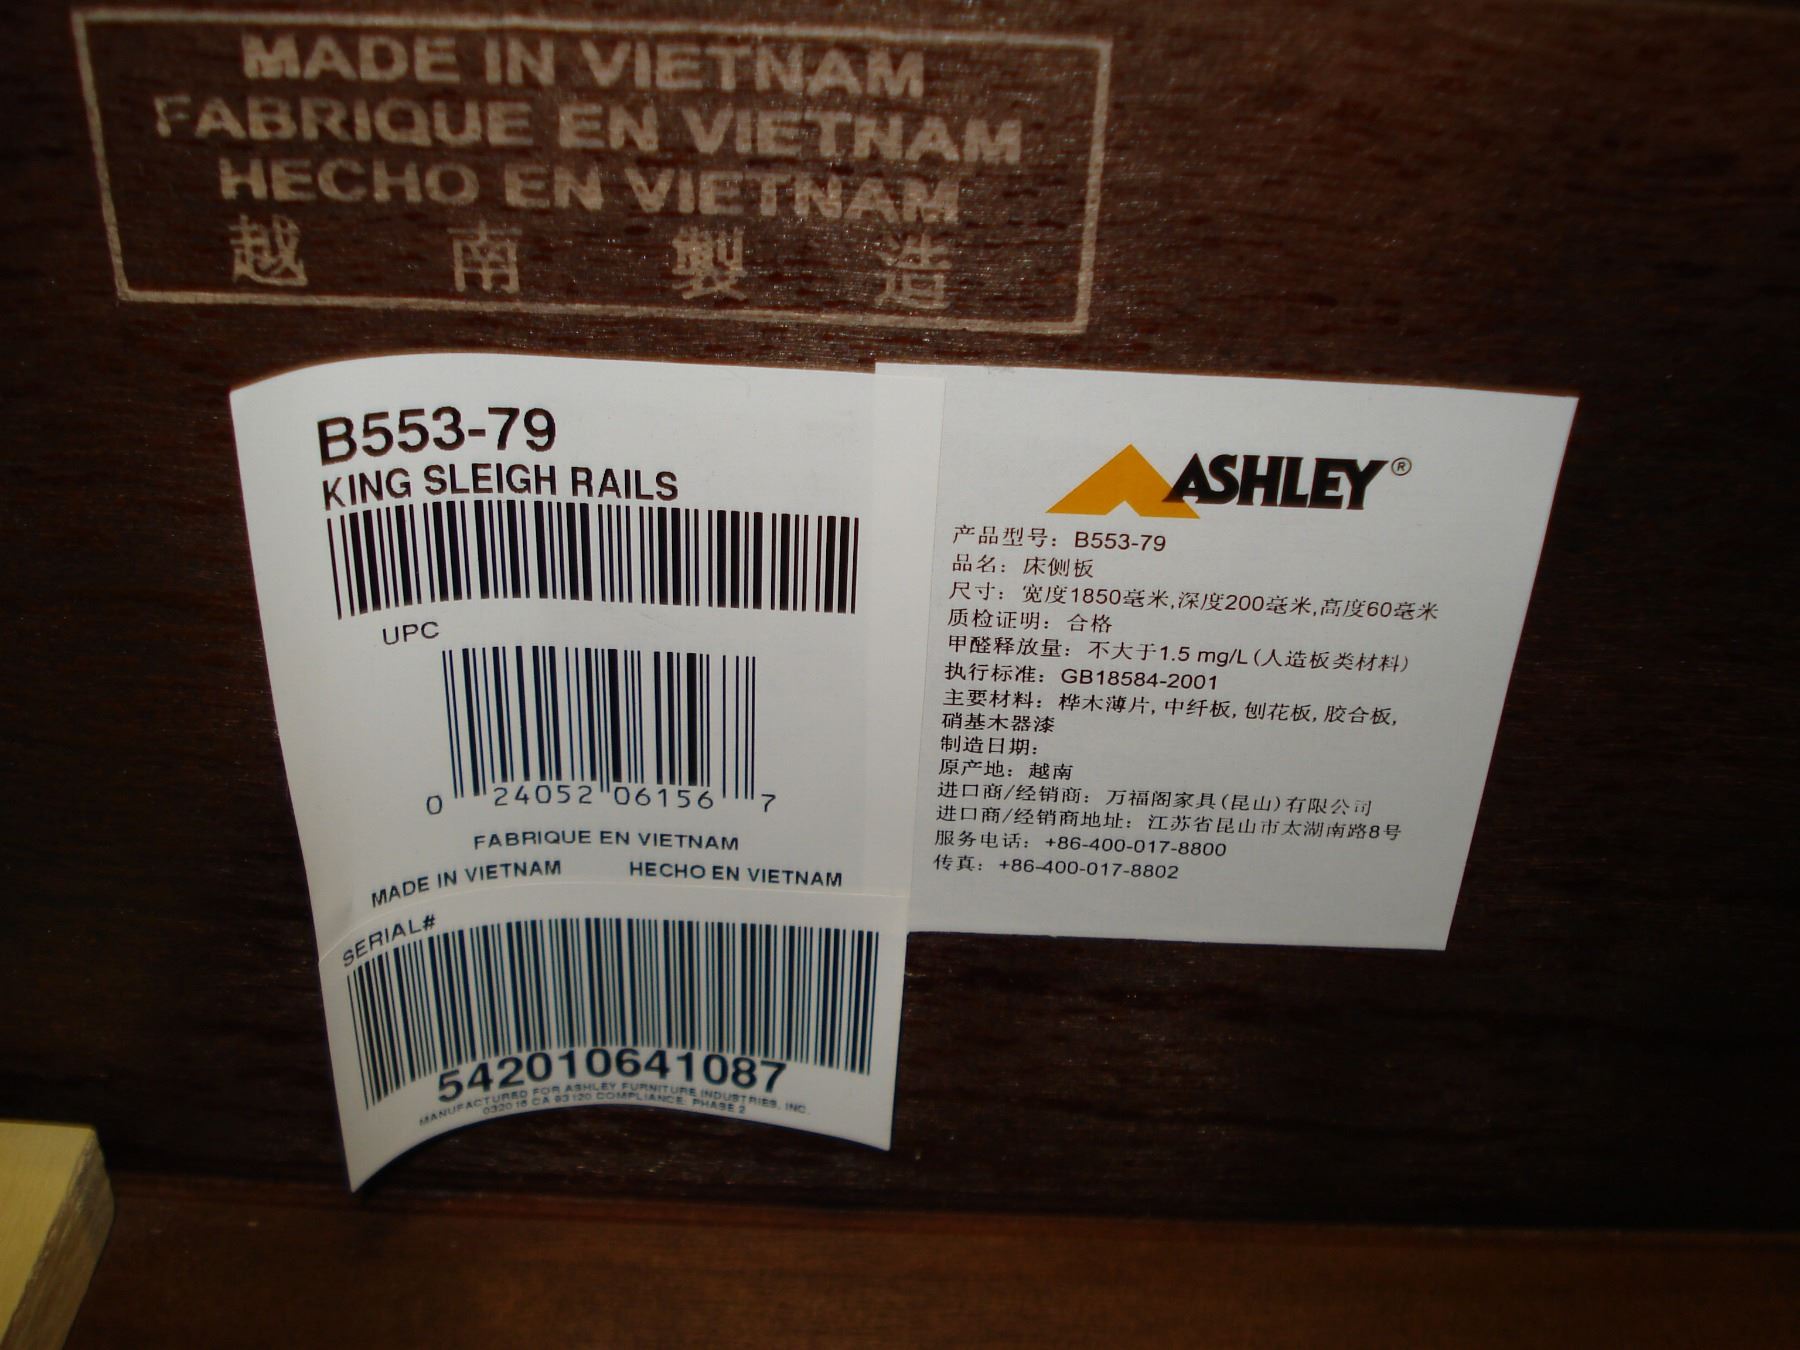 MADE IN VIETNAM
FABRIQUE EN VIETNAM
HECHO EN VIETNAM
越南製造
B553-79
KING SLEIGH RAILS
UPC
0 24052 06156 7
FABRIQUE EN VIETNAM
MADE IN VIETNAM HECHO EN VIETNAM
SERIAL#
542010641087
MANUFACTURED FOR ASHLEY FURNITURE INDUSTRIES, INC.
032016 CA 93120 COMPLIANCE: PHASE 2
ASHLEY®
产品型号：B553-79
品名：床侧板
尺寸：宽度1850毫米,深度200毫米,高度60毫米
质检证明：合格
甲醛释放量：不大于1.5 mg/L (人造板类材料)
执行标准：GB18584-2001
主要材料：桦木薄片, 中纤板, 刨花板, 胶合板,
硝基木器漆
制造日期：
原产地：越南
进口商/经销商：万福阁家具(昆山)有限公司
进口商/经销商地址：江苏省昆山市太湖南路8号
服务电话：+86-400-017-8800
传真：+86-400-017-8802